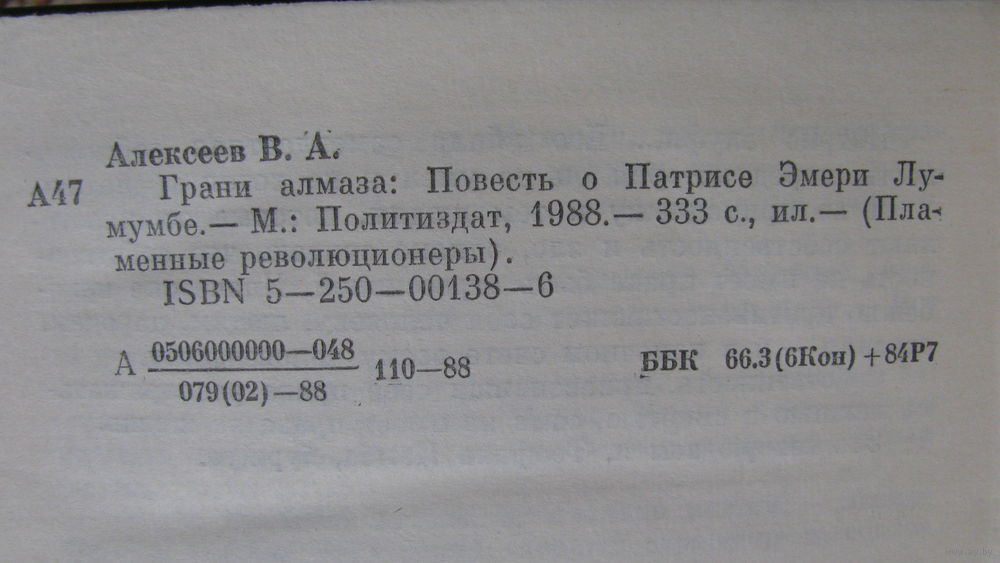 Алексеев В. А.
А47 Грани алмаза: Повесть о Патрисе Эмери Лу-
мумбе.— М.: Политиздат, 1988.— 333 с., ил.— (Пла-
менные революционеры).
ISBN 5—250—00138—6
А 0506000000—048
079(02)—88 110—88 ББК 66.3(6Кон)+84Р7